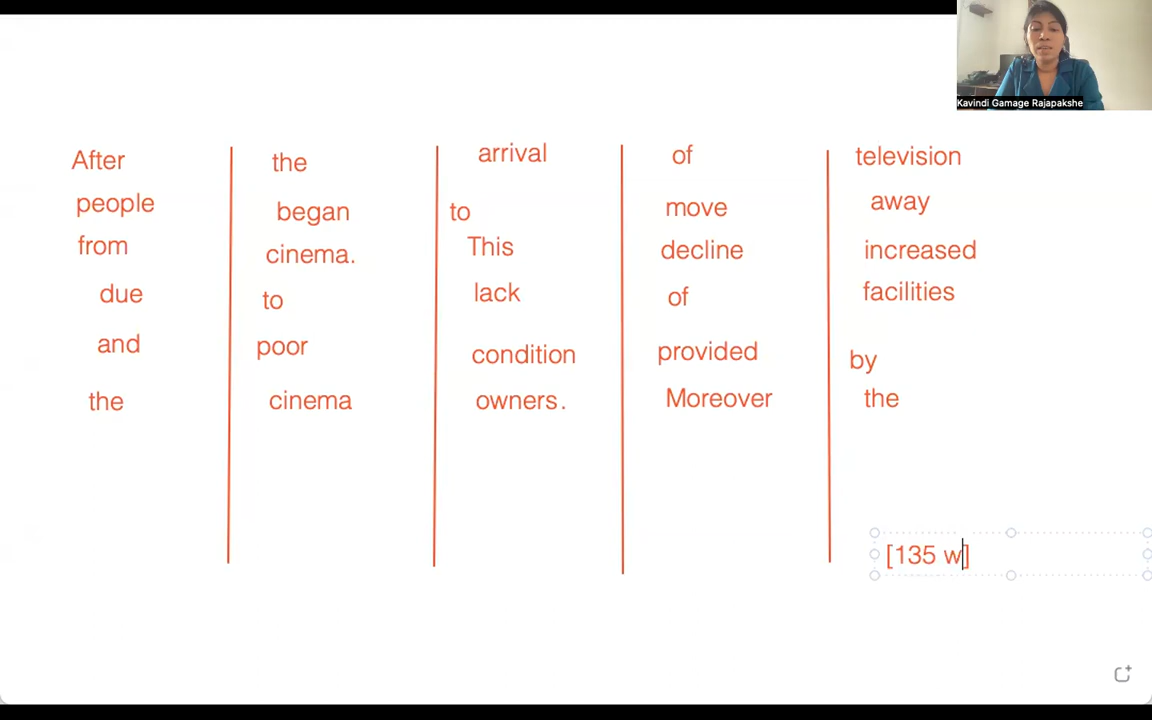 Kavindi Gamage Rajapakshe
After the arrival of television
people began to move away
from cinema. This decline increased
due to lack of facilities
and poor condition provided by
the cinema owners. Moreover the
[135 w]